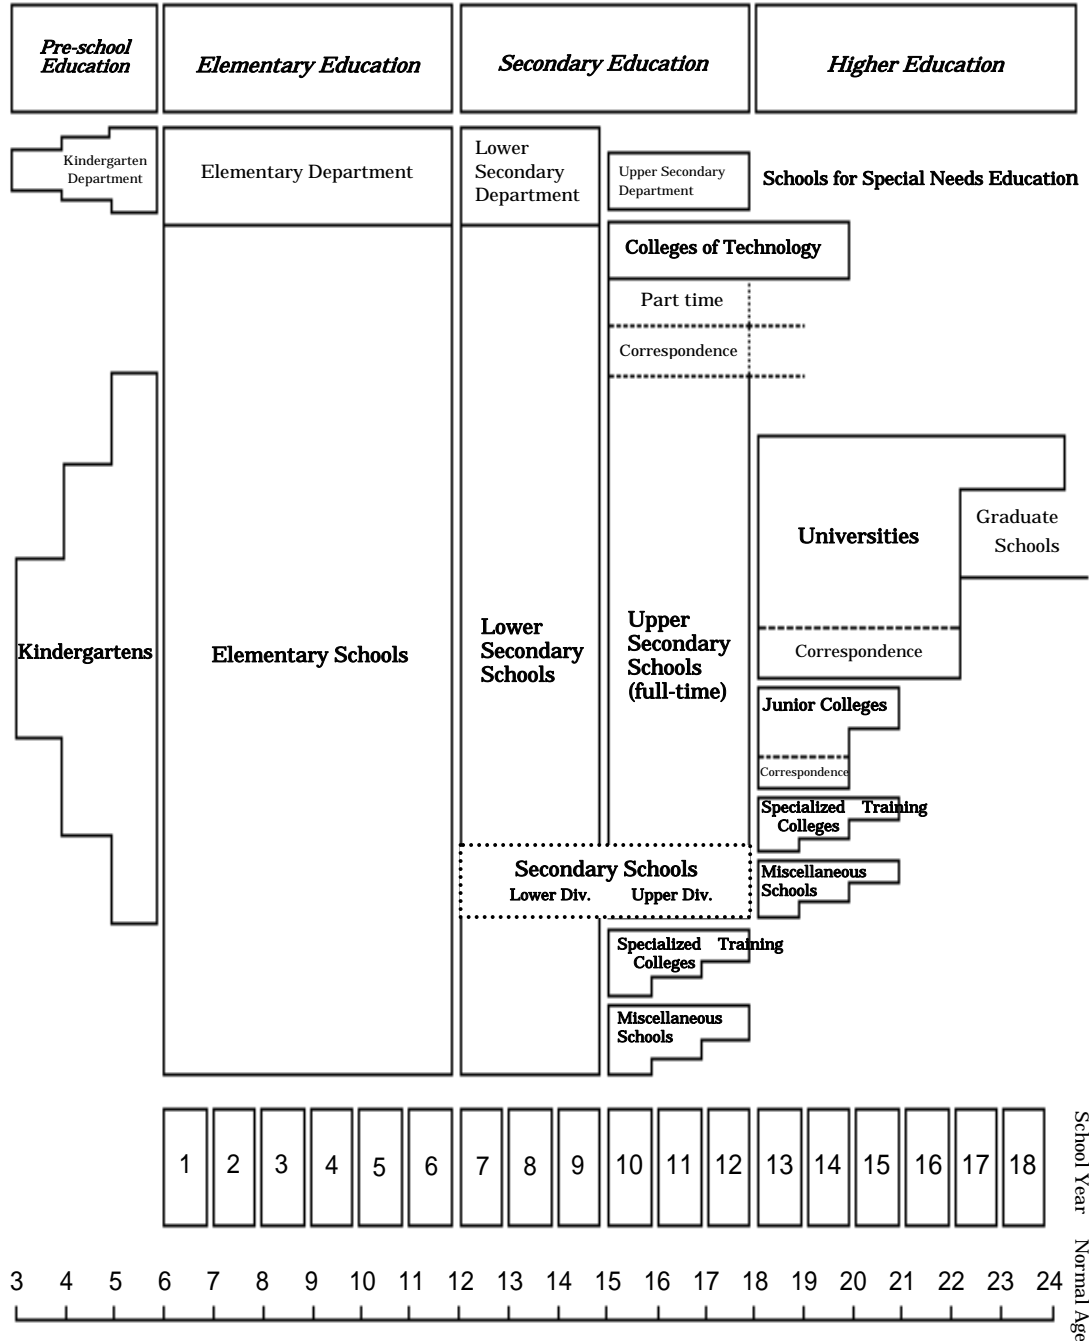 Pre-school
Education
Elementary Education
Secondary Education
Higher Education
Kindergarten
Department
Elementary Department
Lower
Secondary
Department
Upper Secondary
Department
Schools for Special Needs Education
Colleges of Technology
Part time
Correspondence
Kindergartens
Elementary Schools
Lower
Secondary
Schools
Upper
Secondary
Schools
(full-time)
Universities
Graduate
Schools
Correspondence
Junior Colleges
Correspondence
Specialized Training
Colleges
Miscellaneous
Schools
Secondary Schools
Lower Div. Upper Div.
Specialized Training
Colleges
Miscellaneous
Schools
1 2 3 4 5 6 7 8 9 10 11 12 13 14 15 16 17 18
School Year
3 4 5 6 7 8 9 10 11 12 13 14 15 16 17 18 19 20 21 22 23 24
Normal Age